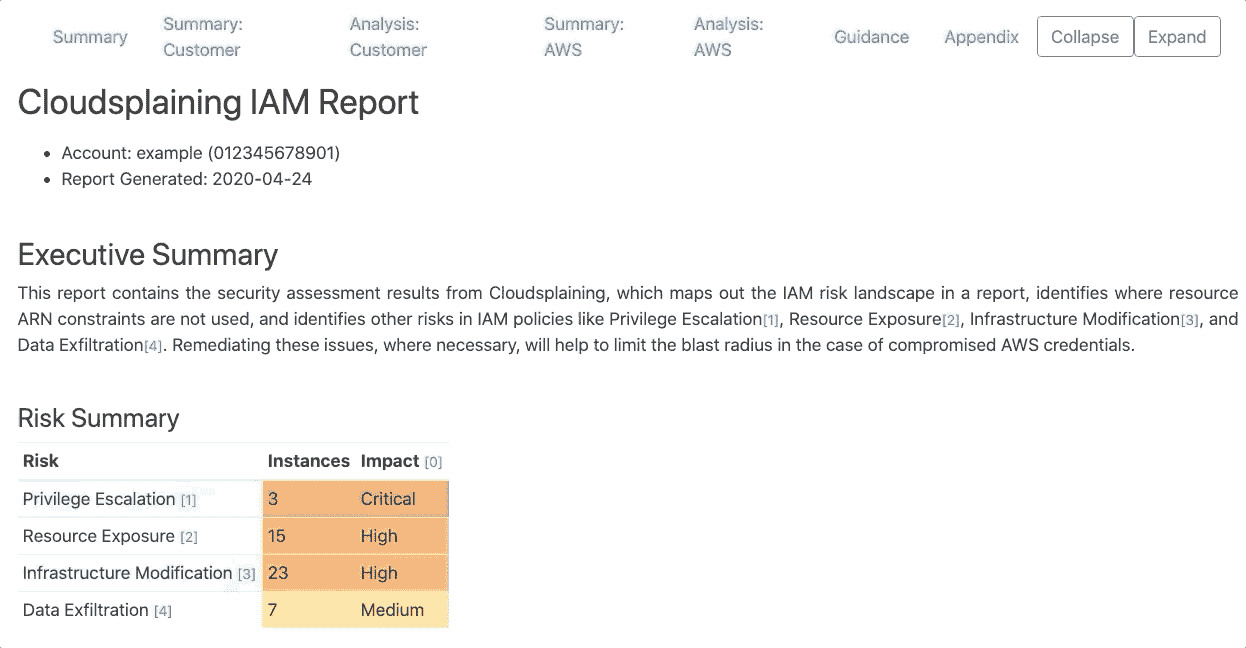 Summary
Summary:
Customer
Analysis:
Customer
Summary:
AWS
Analysis:
AWS
Guidance
Appendix
Collapse
Expand
Cloudsplaining IAM Report
• Account: example (012345678901)
• Report Generated: 2020-04-24
Executive Summary
This report contains the security assessment results from Cloudsplaining, which maps out the IAM risk landscape in a report, identifies where resource
ARN constraints are not used, and identifies other risks in IAM policies like Privilege Escalation[1], Resource Exposure[2], Infrastructure Modification[3], and
Data Exfiltration[4]. Remediating these issues, where necessary, will help to limit the blast radius in the case of compromised AWS credentials.
Risk Summary
Risk Instances Impact [0]
Privilege Escalation [1] 3 Critical
Resource Exposure [2] 15 High
Infrastructure Modification [3] 23 High
Data Exfiltration [4] 7 Medium